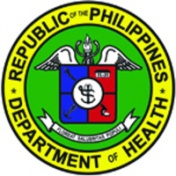 REPUBLIC OF THE PHILIPPINES
DEPARTMENT OF HEALTH